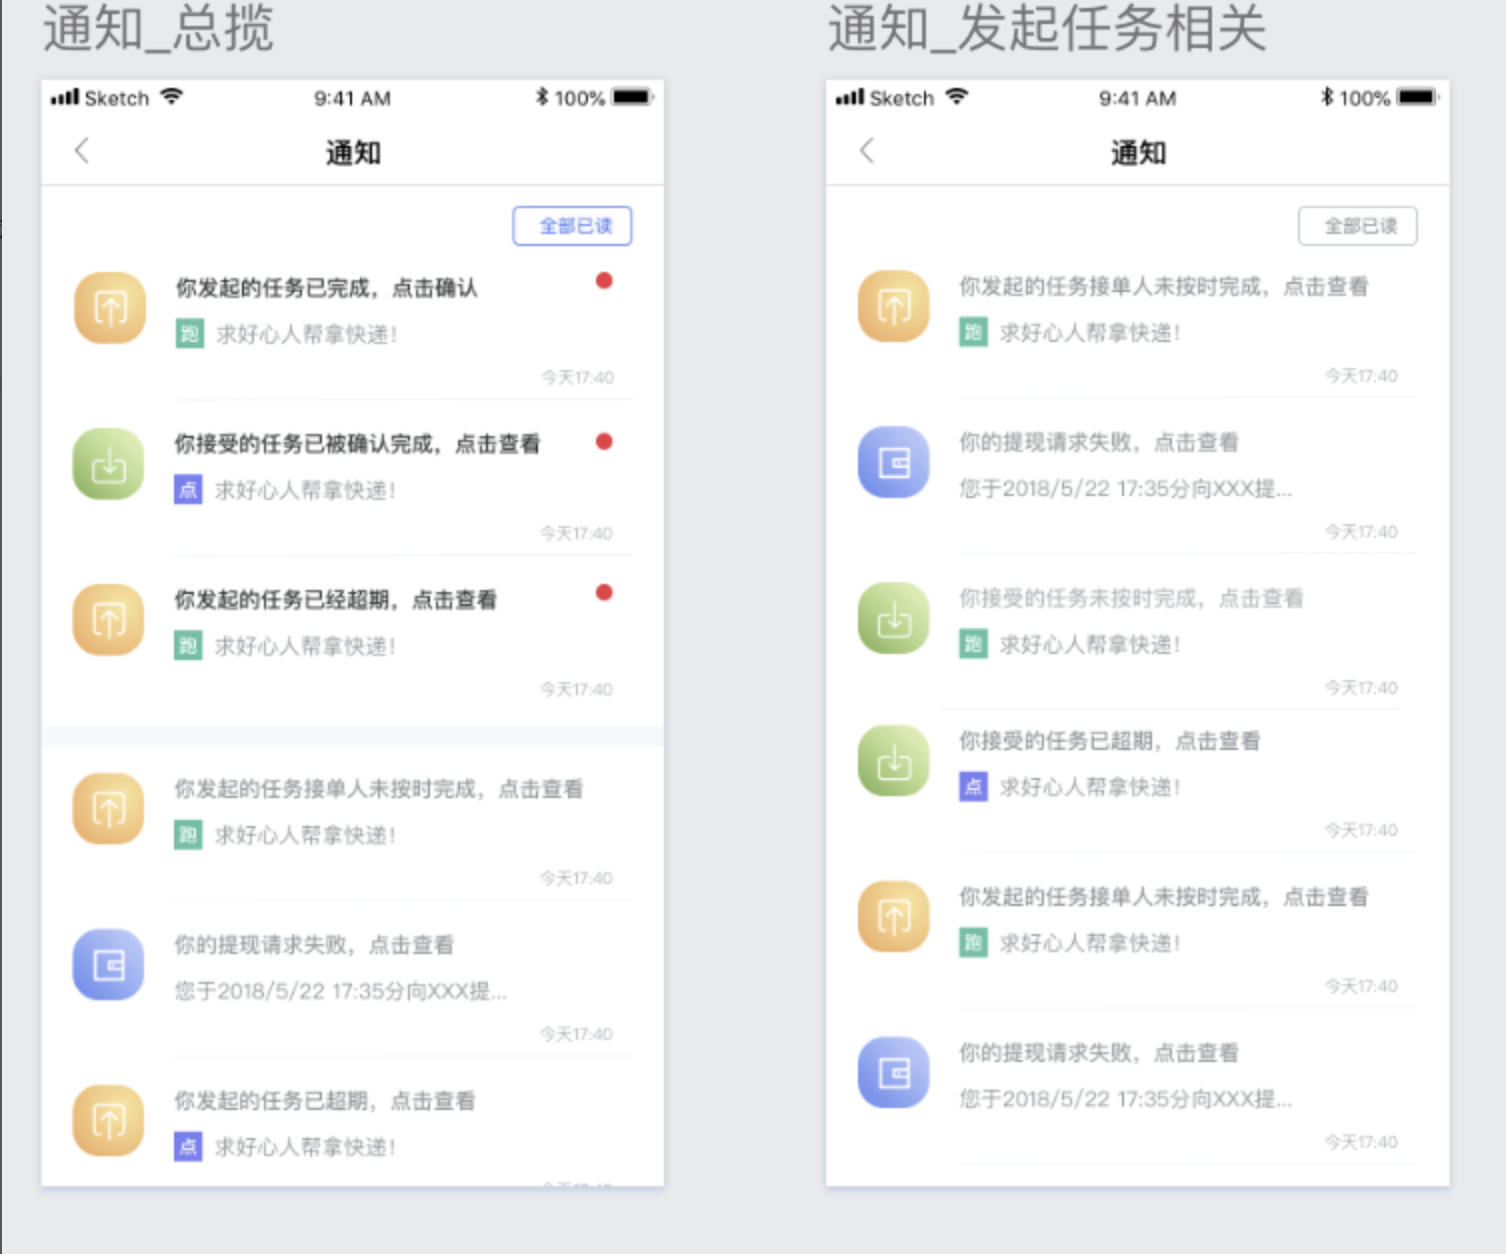 通知_总揽
Sketch 9:41 AM 100%
通知
全部已读
你发起的任务已完成，点击确认
跑 求好心人帮拿快递！
今天17:40
你接受的任务已被确认完成，点击查看
点 求好心人帮拿快递！
今天17:40
你发起的任务已经超期，点击查看
跑 求好心人帮拿快递！
今天17:40
你发起的任务接单人未按时完成，点击查看
跑 求好心人帮拿快递！
今天17:40
你的提现请求失败，点击查看
您于2018/5/22 17:35分向XXX提...
今天17:40
你发起的任务已超期，点击查看
点 求好心人帮拿快递！
通知_发起任务相关
Sketch 9:41 AM 100%
通知
全部已读
你发起的任务接单人未按时完成，点击查看
跑 求好心人帮拿快递！
今天17:40
你的提现请求失败，点击查看
您于2018/5/22 17:35分向XXX提...
今天17:40
你接受的任务未按时完成，点击查看
跑 求好心人帮拿快递！
今天17:40
你接受的任务已超期，点击查看
点 求好心人帮拿快递！
今天17:40
你发起的任务接单人未按时完成，点击查看
跑 求好心人帮拿快递！
今天17:40
你的提现请求失败，点击查看
您于2018/5/22 17:35分向XXX提...
今天17:40